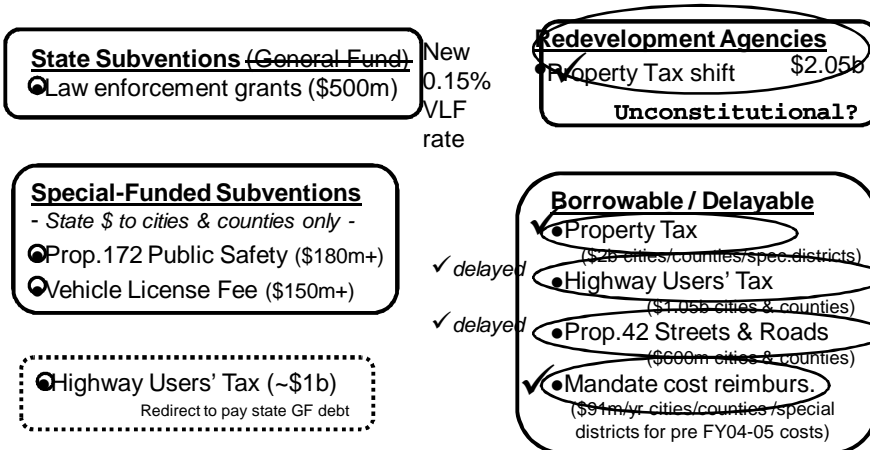 State Subventions (General Fund)
Law enforcement grants ($500m)
New
0.15%
VLF
rate
Redevelopment Agencies
•Property Tax shift $2.05b
Unconstitutional?
Special-Funded Subventions
- State $ to cities & counties only -
Prop.172 Public Safety ($180m+)
Vehicle License Fee ($150m+)
Highway Users’ Tax (~$1b)
Redirect to pay state GF debt
✓delayed
✓delayed
Borrowable / Delayable
•Property Tax
($2b cities/counties/spec.districts)
•Highway Users’ Tax
($1.05b cities & counties)
•Prop.42 Streets & Roads
($600m cities & counties)
•Mandate cost reimburs.
($91m/yr cities/counties /special
districts for pre FY04-05 costs)